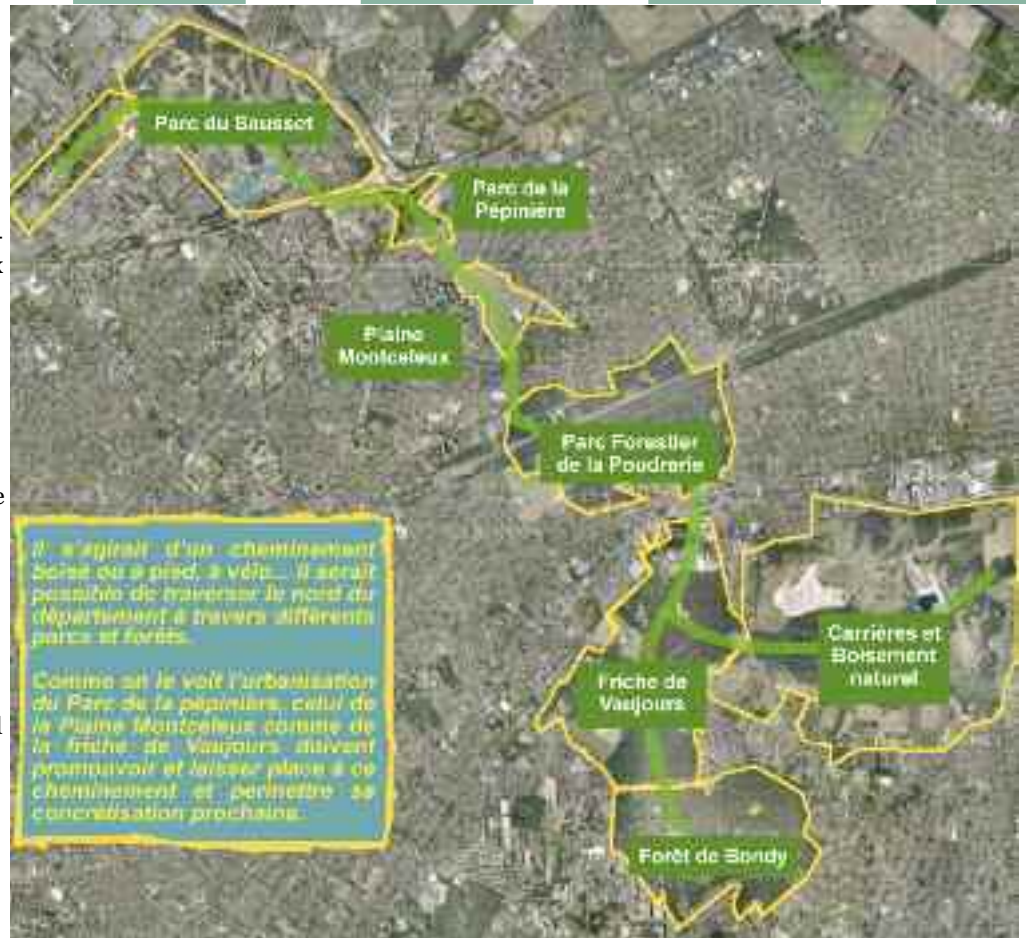 Parc du Bausset
Parc de la
Pépinière
Plaine
Montceleux
Parc Forestier
de la Poudrerie
Il s'agirait d'un cheminement
boisé ou à pied, à vélo... il serait
possible de traverser le nord du
département à travers différents
parcs et forêts.
Comme on le voit l'urbanisation
du Parc de la pépinière, celui de
la Plaine Montceleux comme de
la friche de Vaujours doivent
promouvoir et laisser place à ce
cheminement et permettre sa
concrétisation prochaine.
Carrières et
Boisement
naturel
Friche de
Vaujours
Forêt de Bondy